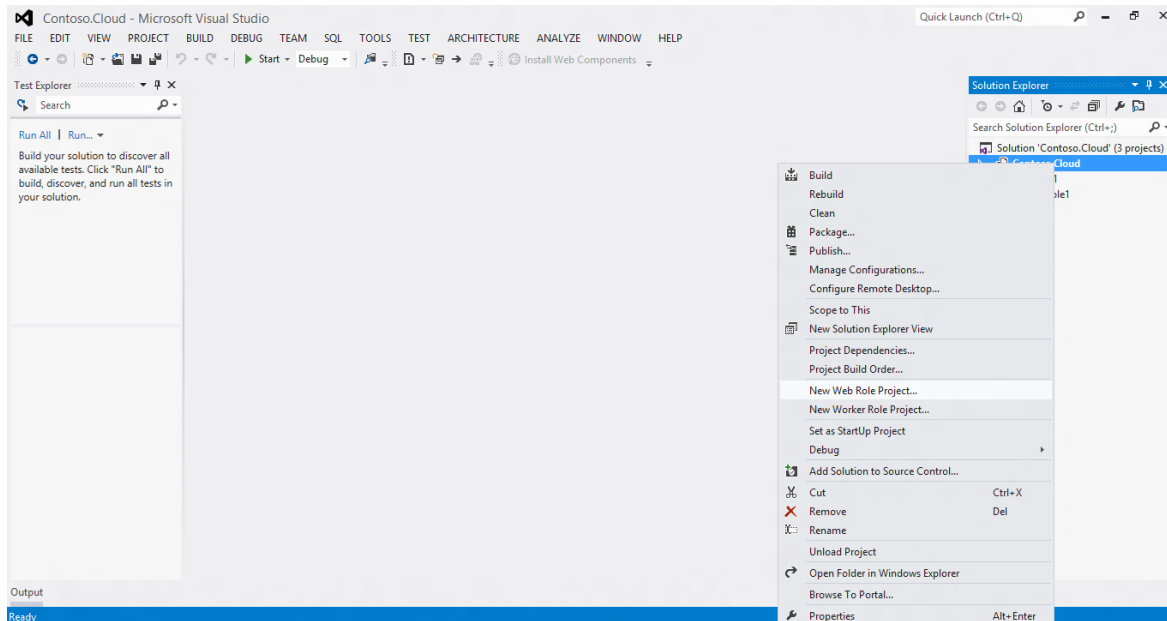 Contoso.Cloud - Microsoft Visual Studio
Quick Launch (Ctrl+Q)
FILE EDIT VIEW PROJECT BUILD DEBUG TEAM SQL TOOLS TEST ARCHITECTURE ANALYZE WINDOW HELP
Start Debug Install Web Components
Test Explorer
Search
Run All | Run...
Build your solution to discover all
available tests. Click "Run All" to
build, discover, and run all tests in
your solution.
Solution Explorer
Search Solution Explorer (Ctrl+;)
Solution 'Contoso.Cloud' (3 projects)
Contoso.Cloud
Build
Rebuild
Clean
Package...
Publish...
Manage Configurations...
Configure Remote Desktop...
Scope to This
New Solution Explorer View
Project Dependencies...
Project Build Order...
New Web Role Project...
New Worker Role Project...
Set as StartUp Project
Debug
Add Solution to Source Control...
Cut Ctrl+X
Remove Del
Rename
Unload Project
Open Folder in Windows Explorer
Browse To Portal...
Properties Alt+Enter
Output
Ready